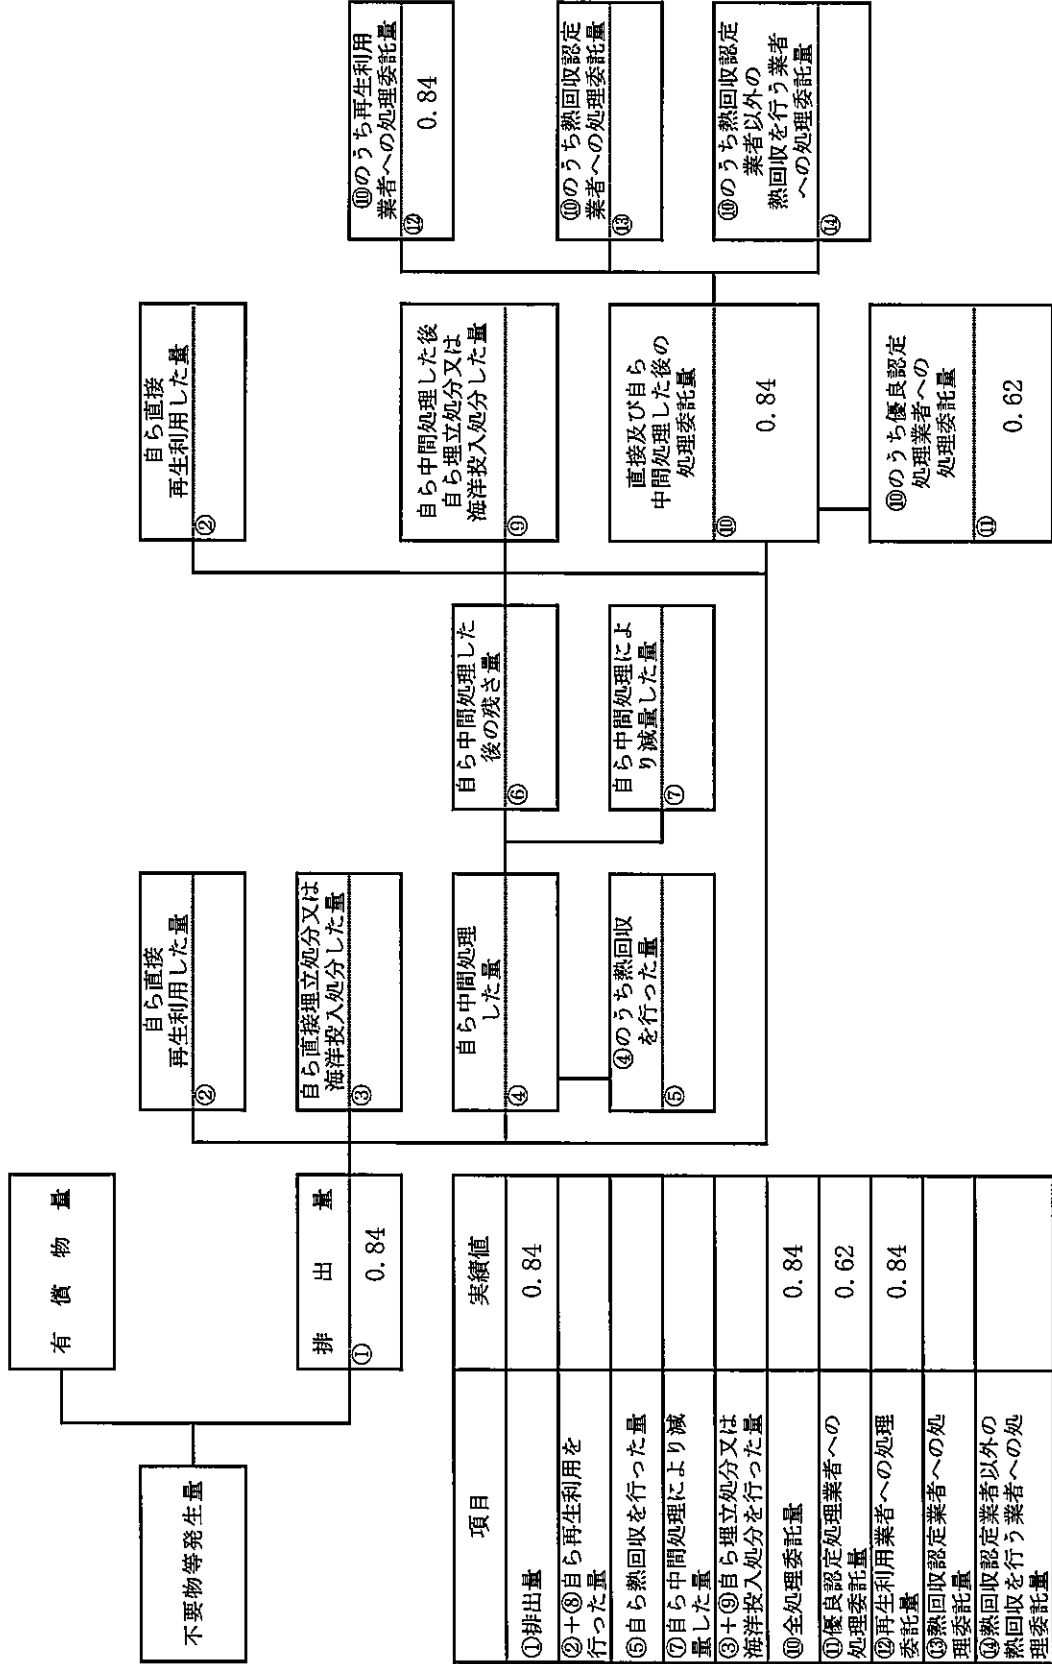 不要物等発生量
有償物量
排出量
①
0.84
自ら直接
再生利用した量
②
自ら直接埋立処分又は
海洋投入処分した量
③
自ら中間処理
した量
④
④のうち熱回収
を行った量
⑤
自ら中間処理した
後の残さ量
⑥
自ら中間処理によ
り減量した量
⑦
自ら直接
再生利用した量
②
自ら中間処理した後
自ら埋立処分又は
海洋投入処分した量
⑨
直接及び自ら
中間処理した後の
処理委託量
⑩
0.84
⑩のうち優良認定
処理業者への
処理委託量
⑪
0.62
⑩のうち再生利用
業者への処理委託量
⑫
0.84
⑩のうち熱回収認定
業者への処理委託量
⑬
⑩のうち熱回収認定
業者以外の
熱回収を行う業者
への処理委託量
⑭
項目 実績値
①排出量 0.84
②＋⑧自ら再生利用を
行った量
⑤自ら熱回収を行った量
⑦自ら中間処理により減
量した量
③＋⑨自ら埋立処分又は
海洋投入処分を行った量
⑩全処理委託量 0.84
⑪優良認定処理業者への
処理委託量 0.62
⑫再生利用業者への処理
委託量 0.84
⑬熱回収認定業者への処
理委託量
⑭熱回収認定業者以外の
熱回収を行う業者への処
理委託量